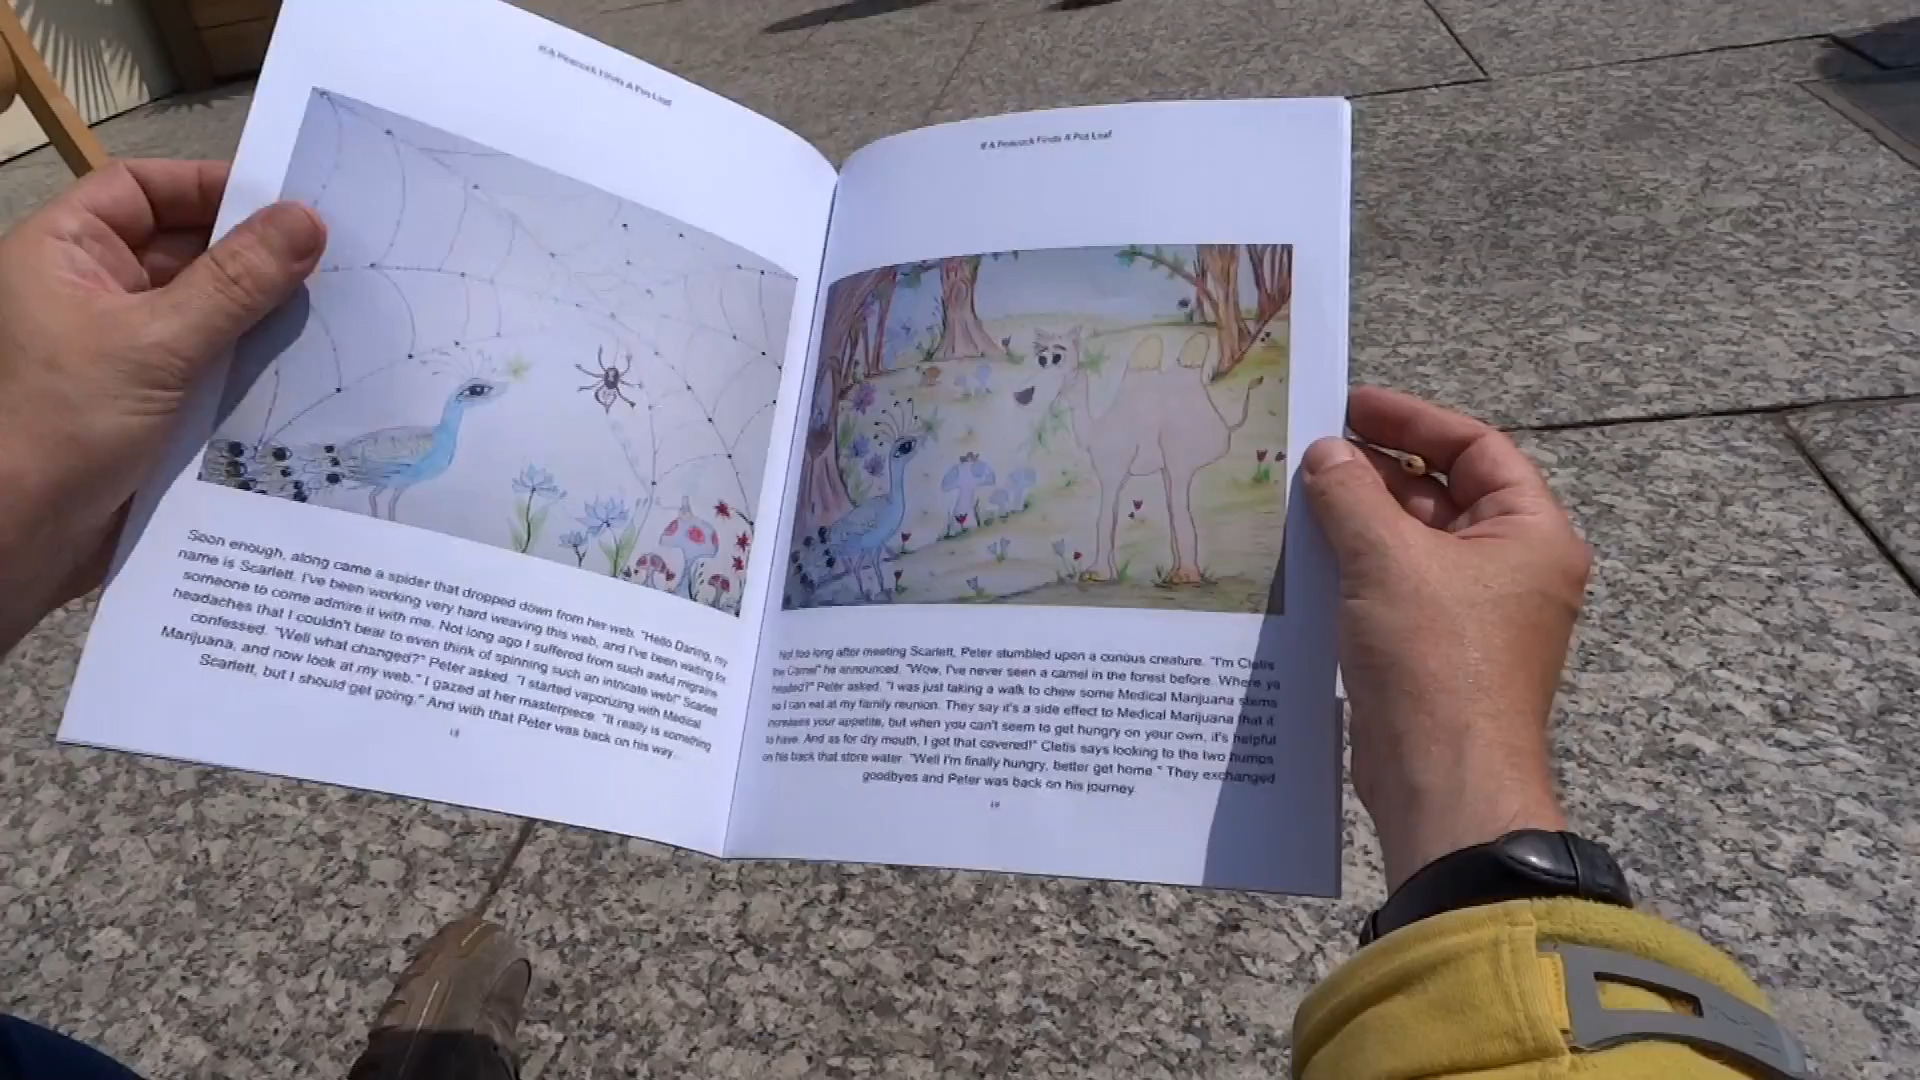 If A Peacock Finds A Pot Leaf
Soon enough, along came a spider that dropped down from her web. "Hello Darling, my
name is Scarlett. I've been working very hard weaving this web, and I've been waiting for
someone to come admire it with me. Not long ago I suffered from such awful migraine
headaches that I couldn't bear to even think of spinning such an intricate web!" Scarlett
confessed. "Well what changed?" Peter asked. "I started vaporizing with Medical
Marijuana, and now look at my web." I gazed at her masterpiece. "It really is something
Scarlett, but I should get going." And with that Peter was back on his way.
If A Peacock Finds A Pot Leaf
Not too long after meeting Scarlett, Peter stumbled upon a curious creature. "I'm Cletis
the Camel" he announced. "Wow, I've never seen a camel in the forest before. Where ya
headed?" Peter asked. "I was just taking a walk to chew some Medical Marijuana stems
so I can eat at my family reunion. They say it's a side effect to Medical Marijuana that it
increases your appetite, but when you can't seem to get hungry on your own, it's helpful
to have. And as for dry mouth, I got that covered!" Cletis says looking to the two humps
on his back that store water. "Well I'm finally hungry, better get home." They exchanged
goodbyes and Peter was back on his journey.